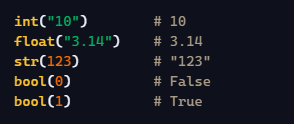 int("10")         # 10
float("3.14")     # 3.14
str(123)          # "123"
bool(0)           # False
bool(1)           # True